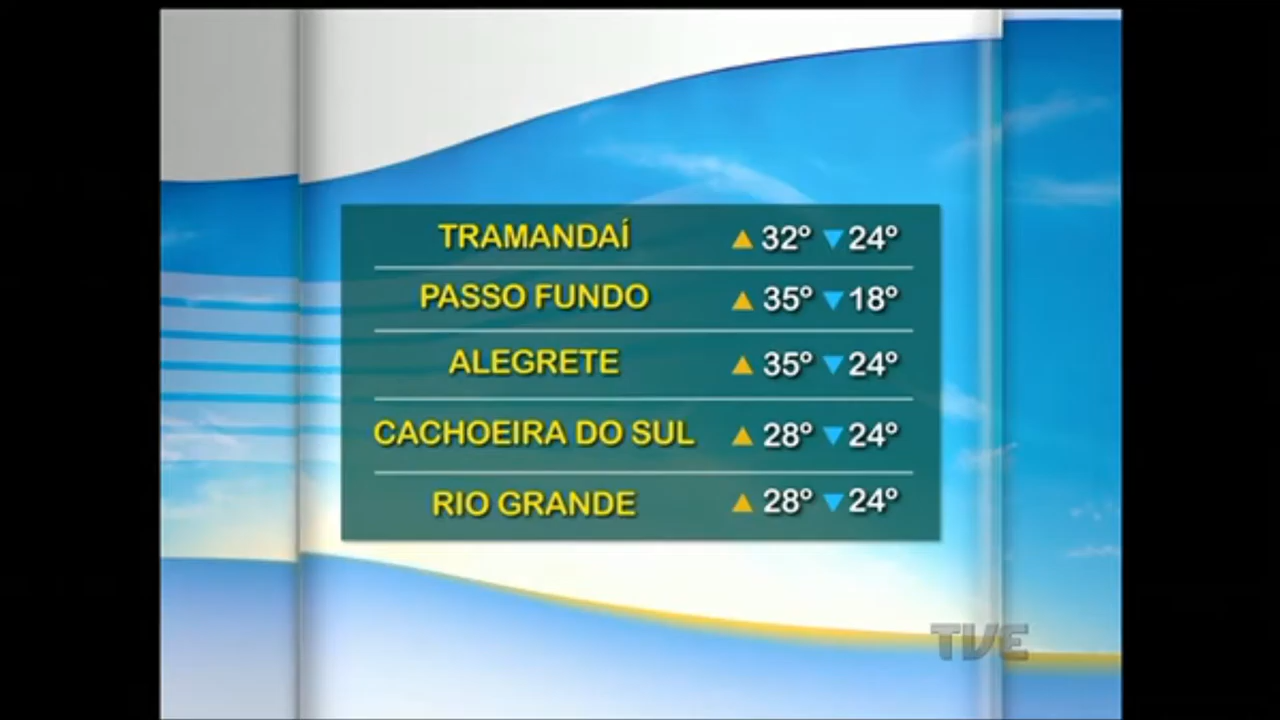 TRAMANDAÍ ▲ 32º ▼ 24º
PASSO FUNDO ▲ 35º ▼ 18º
ALEGRETE ▲ 35º ▼ 24º
CACHOEIRA DO SUL ▲ 28º ▼ 24º
RIO GRANDE ▲ 28º ▼ 24º
TVE